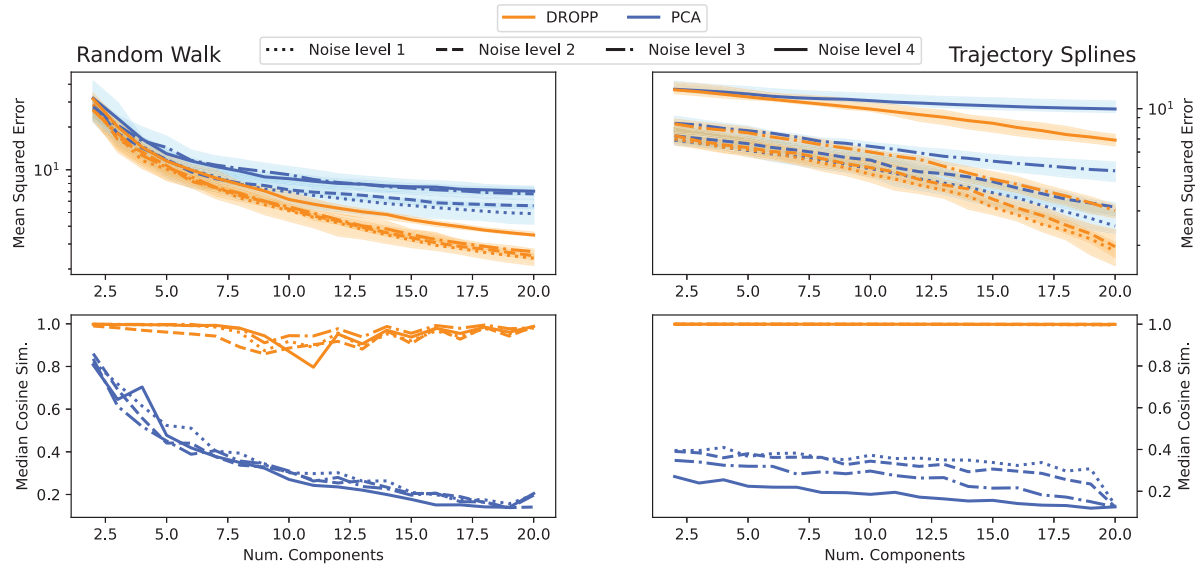 DROPP PCA
Noise level 1 Noise level 2 Noise level 3 Noise level 4
Random Walk
Trajectory Splines
Mean Squared Error
10¹
2.5 5.0 7.5 10.0 12.5 15.0 17.5 20.0
10¹
Mean Squared Error
2.5 5.0 7.5 10.0 12.5 15.0 17.5 20.0
Median Cosine Sim.
1.0
0.8
0.6
0.4
0.2
2.5 5.0 7.5 10.0 12.5 15.0 17.5 20.0
Num. Components
1.0
0.8
0.6
0.4
0.2
Median Cosine Sim.
2.5 5.0 7.5 10.0 12.5 15.0 17.5 20.0
Num. Components